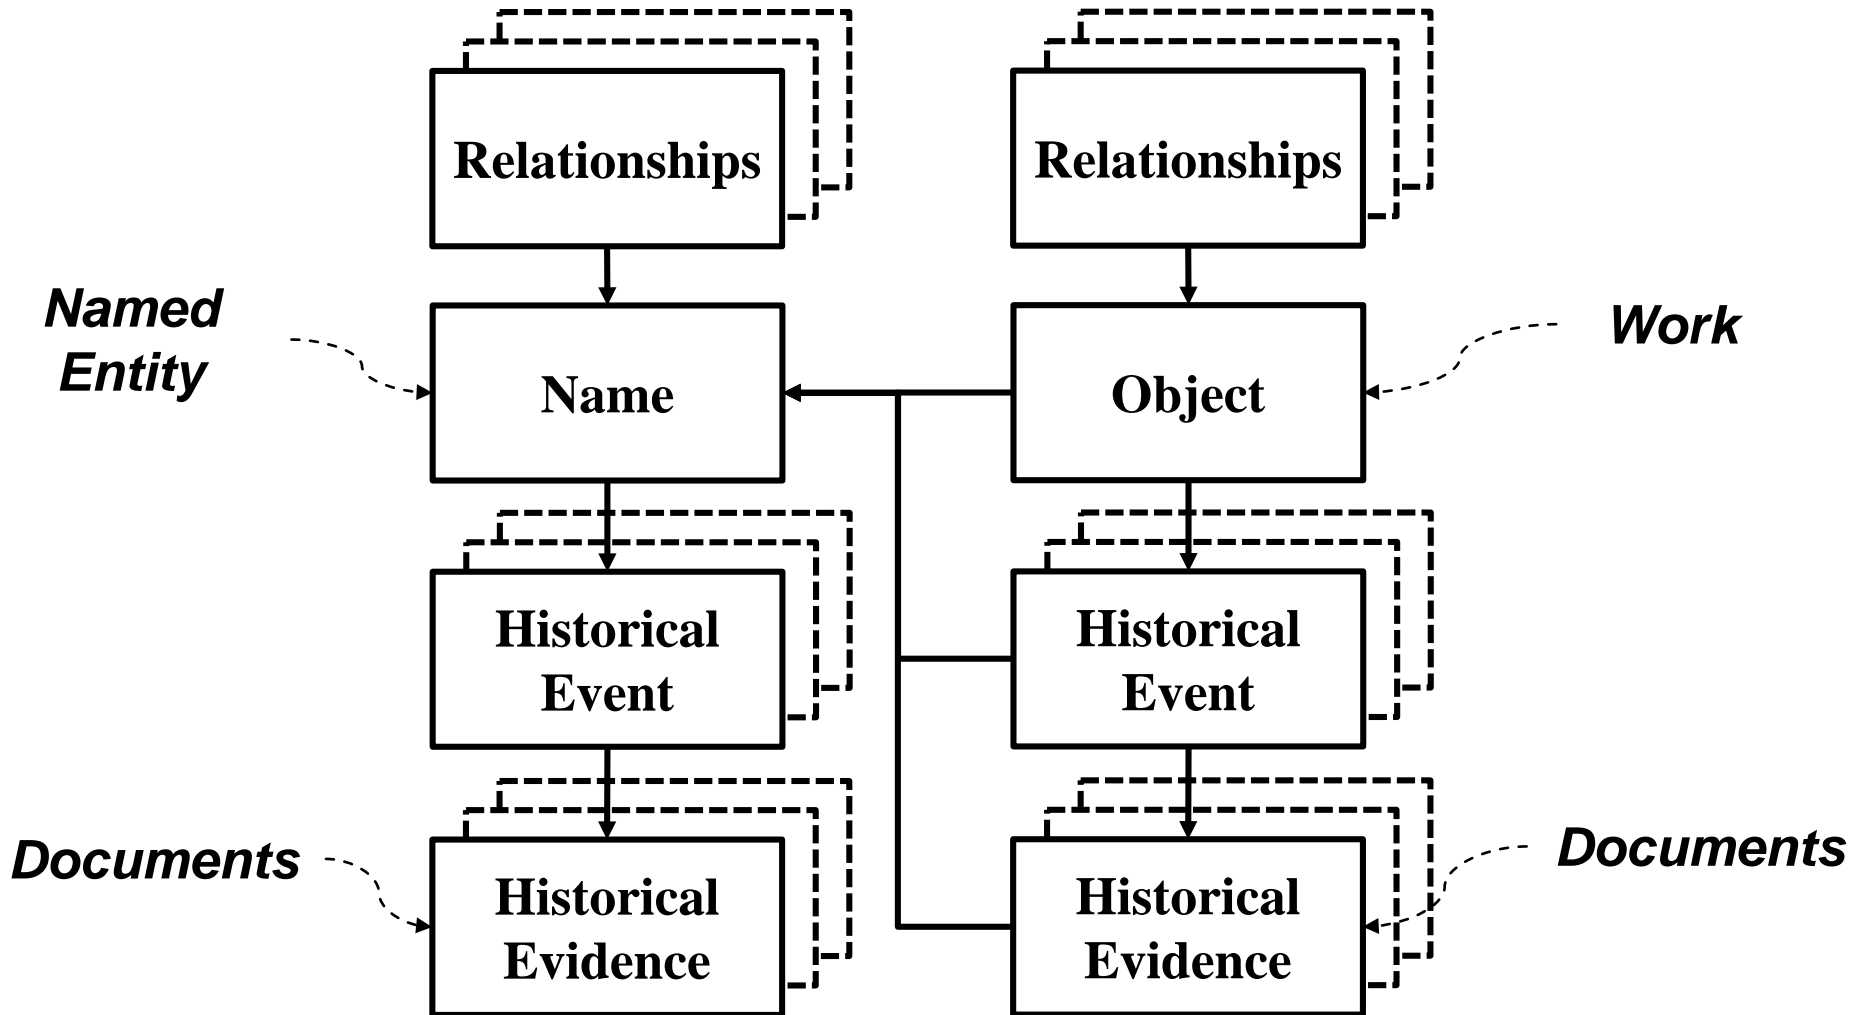 Relationships
Relationships
Named
Entity
Name
Object
Work
Historical
Event
Historical
Event
Documents
Historical
Evidence
Historical
Evidence
Documents